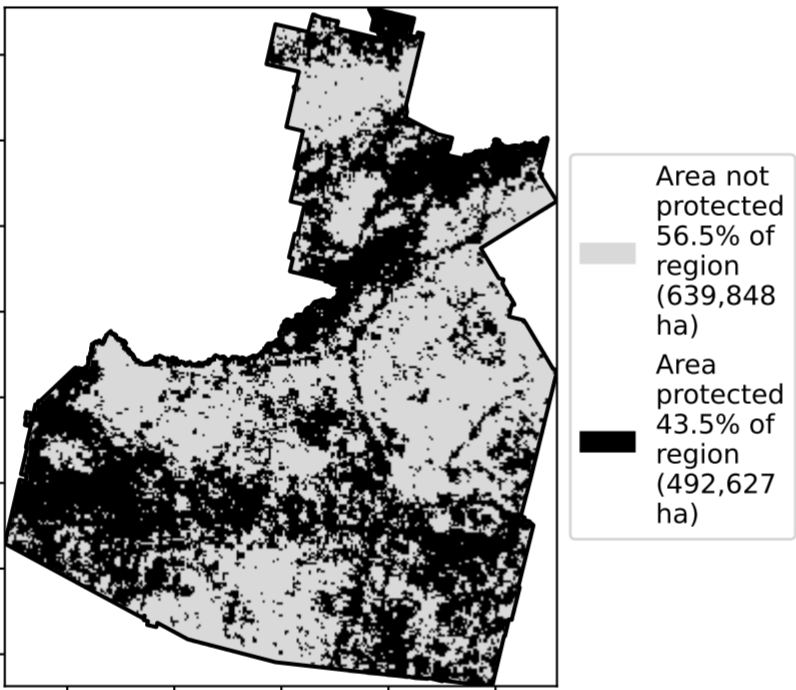 Area not
protected
56.5% of
region
(639,848
ha)
Area
protected
43.5% of
region
(492,627
ha)